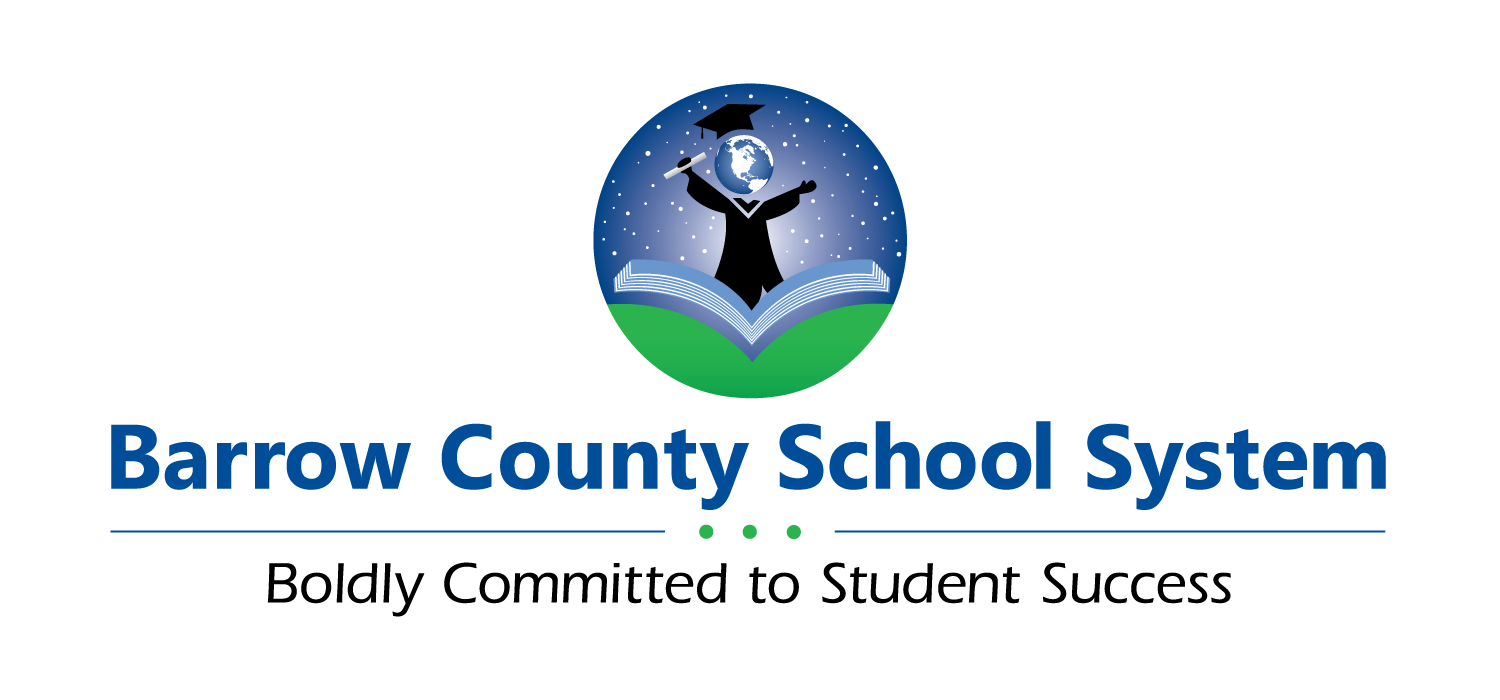 Barrow County School System
Boldly Committed to Student Success